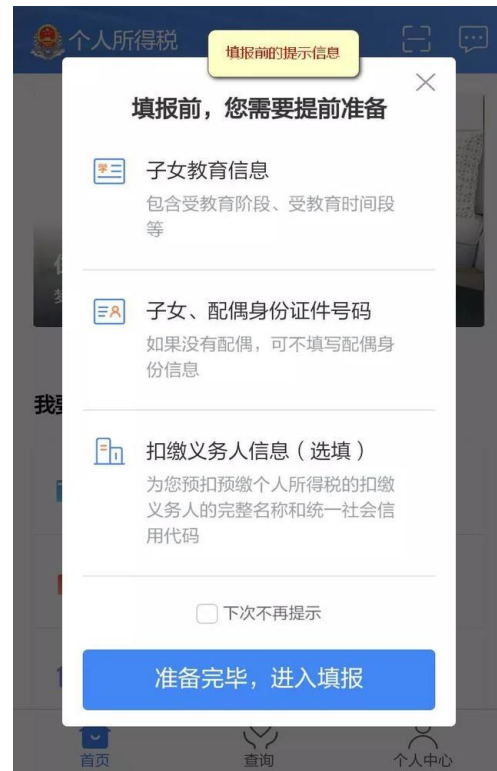 个人所得税
填报前的提示信息
填报前，您需要提前准备
子女教育信息
包含受教育阶段、受教育时间段
等
子女、配偶身份证件号码
如果没有配偶，可不填写配偶身
份信息
我
扣缴义务人信息（选填）
为您预扣预缴个人所得税的扣缴
义务人的完整名称和统一社会信
用代码
下次不再提示
准备完毕，进入填报
首页
查询
个人中心